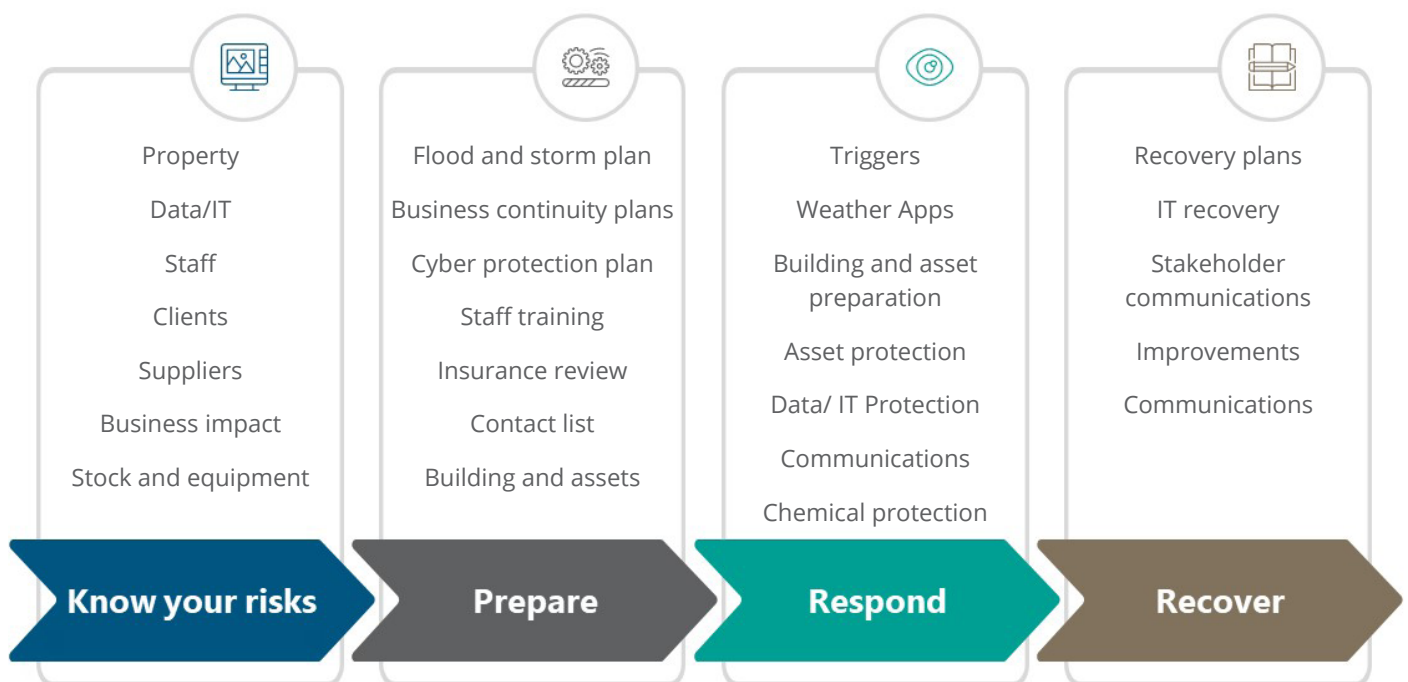 Property
Data/IT
Staff
Clients
Suppliers
Business impact
Stock and equipment
Know your risks
Flood and storm plan
Business continuity plans
Cyber protection plan
Staff training
Insurance review
Contact list
Building and assets
Prepare
Triggers
Weather Apps
Building and asset
preparation
Asset protection
Data/ IT Protection
Communications
Chemical protection
Respond
Recovery plans
IT recovery
Stakeholder
communications
Improvements
Communications
Recover